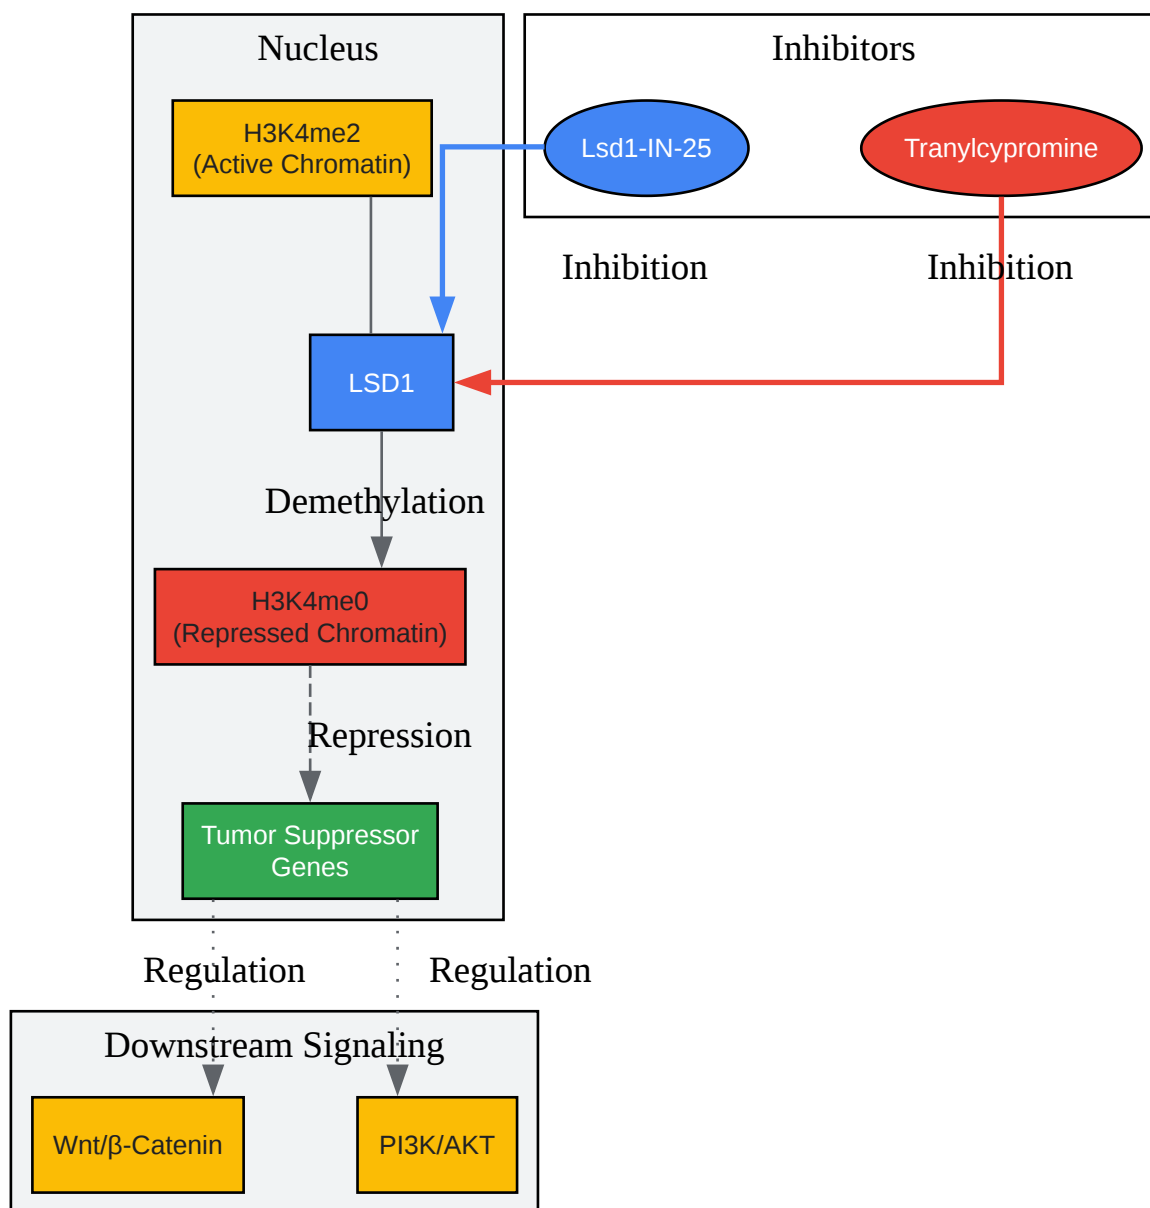 Nucleus
Inhibitors
H3K4me2
(Active Chromatin)
Lsd1-IN-25
Tranylcypromine
Inhibition
Inhibition
LSD1
Demethylation
H3K4me0
(Repressed Chromatin)
Repression
Tumor Suppressor
Genes
Regulation
Regulation
Downstream Signaling
Wnt/β-Catenin
PI3K/AKT